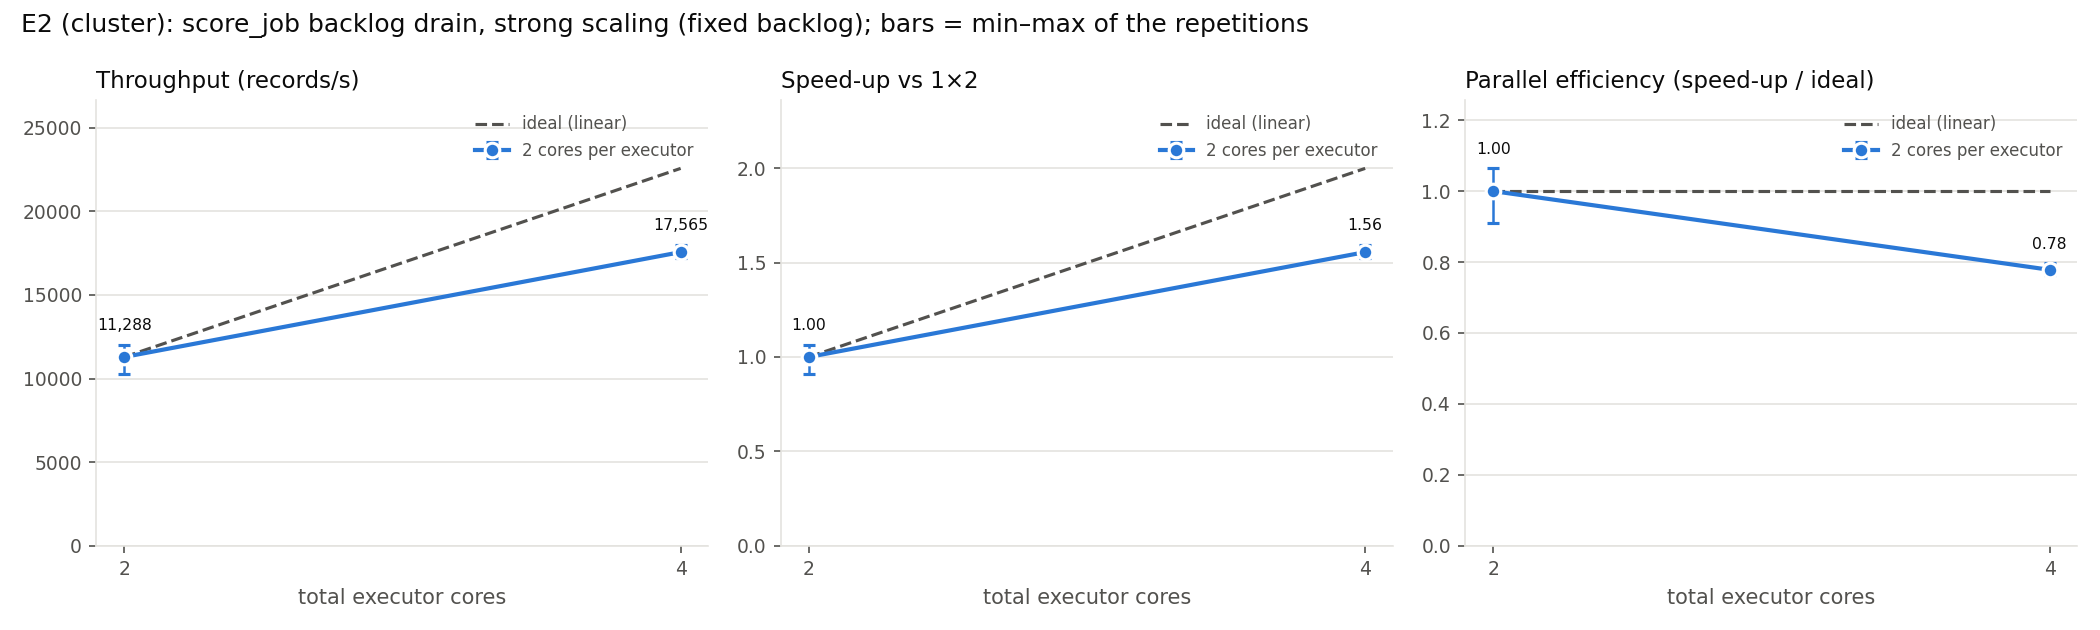 E2 (cluster): score_job backlog drain, strong scaling (fixed backlog); bars = min–max of the repetitions
Throughput (records/s)
25000
20000
15000
10000
5000
0
ideal (linear)
2 cores per executor
11,288
17,565
2
4
total executor cores
Speed-up vs 1×2
2.0
1.5
1.0
0.5
0.0
ideal (linear)
2 cores per executor
1.00
1.56
2
4
total executor cores
Parallel efficiency (speed-up / ideal)
1.2
1.0
0.8
0.6
0.4
0.2
0.0
ideal (linear)
2 cores per executor
1.00
0.78
2
4
total executor cores